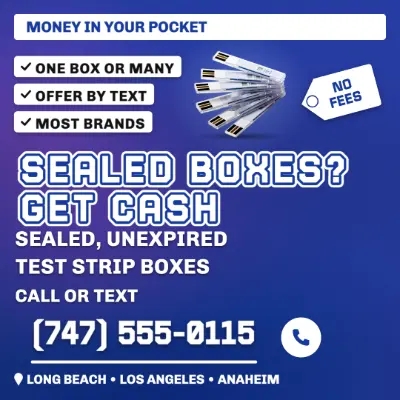 MONEY IN YOUR POCKET
✓ ONE BOX OR MANY
✓ OFFER BY TEXT
✓ MOST BRANDS
NO
FEES
SEALED BOXES?
GET CASH
SEALED, UNEXPIRED
TEST STRIP BOXES
CALL OR TEXT
(747) 555-0115
LONG BEACH • LOS ANGELES • ANAHEIM